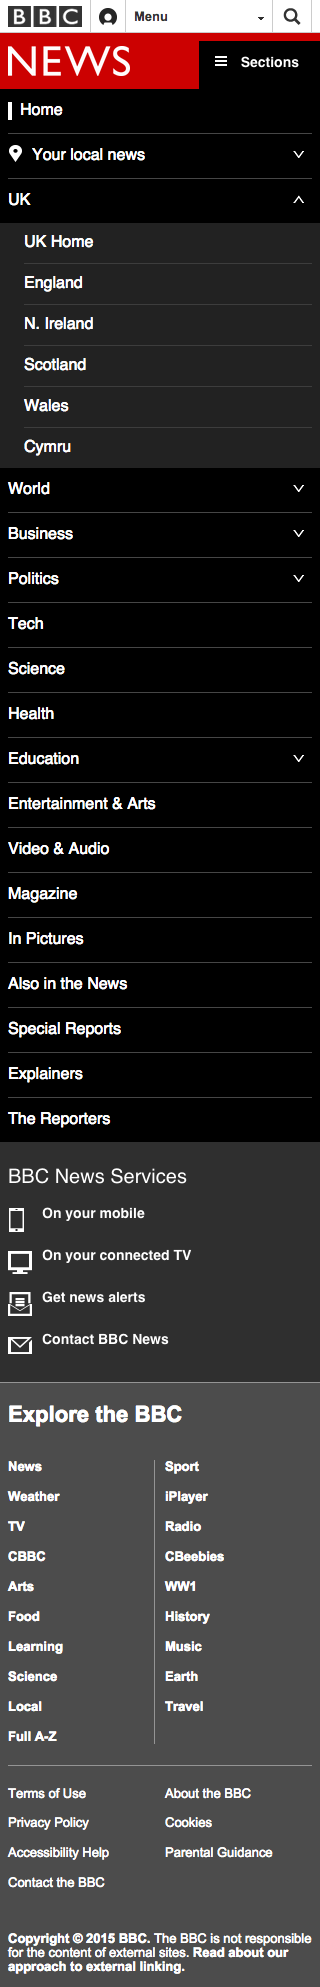 BBC Menu
NEWS Sections
Home
Your local news
UK
UK Home
England
N. Ireland
Scotland
Wales
Cymru
World
Business
Politics
Tech
Science
Health
Education
Entertainment & Arts
Video & Audio
Magazine
In Pictures
Also in the News
Special Reports
Explainers
The Reporters
BBC News Services
On your mobile
On your connected TV
Get news alerts
Contact BBC News
Explore the BBC
News Sport
Weather iPlayer
TV Radio
CBBC CBeebies
Arts WW1
Food History
Learning Music
Science Earth
Local Travel
Full A-Z
Terms of Use About the BBC
Privacy Policy Cookies
Accessibility Help Parental Guidance
Contact the BBC
Copyright © 2015 BBC. The BBC is not responsible
for the content of external sites. Read about our
approach to external linking.